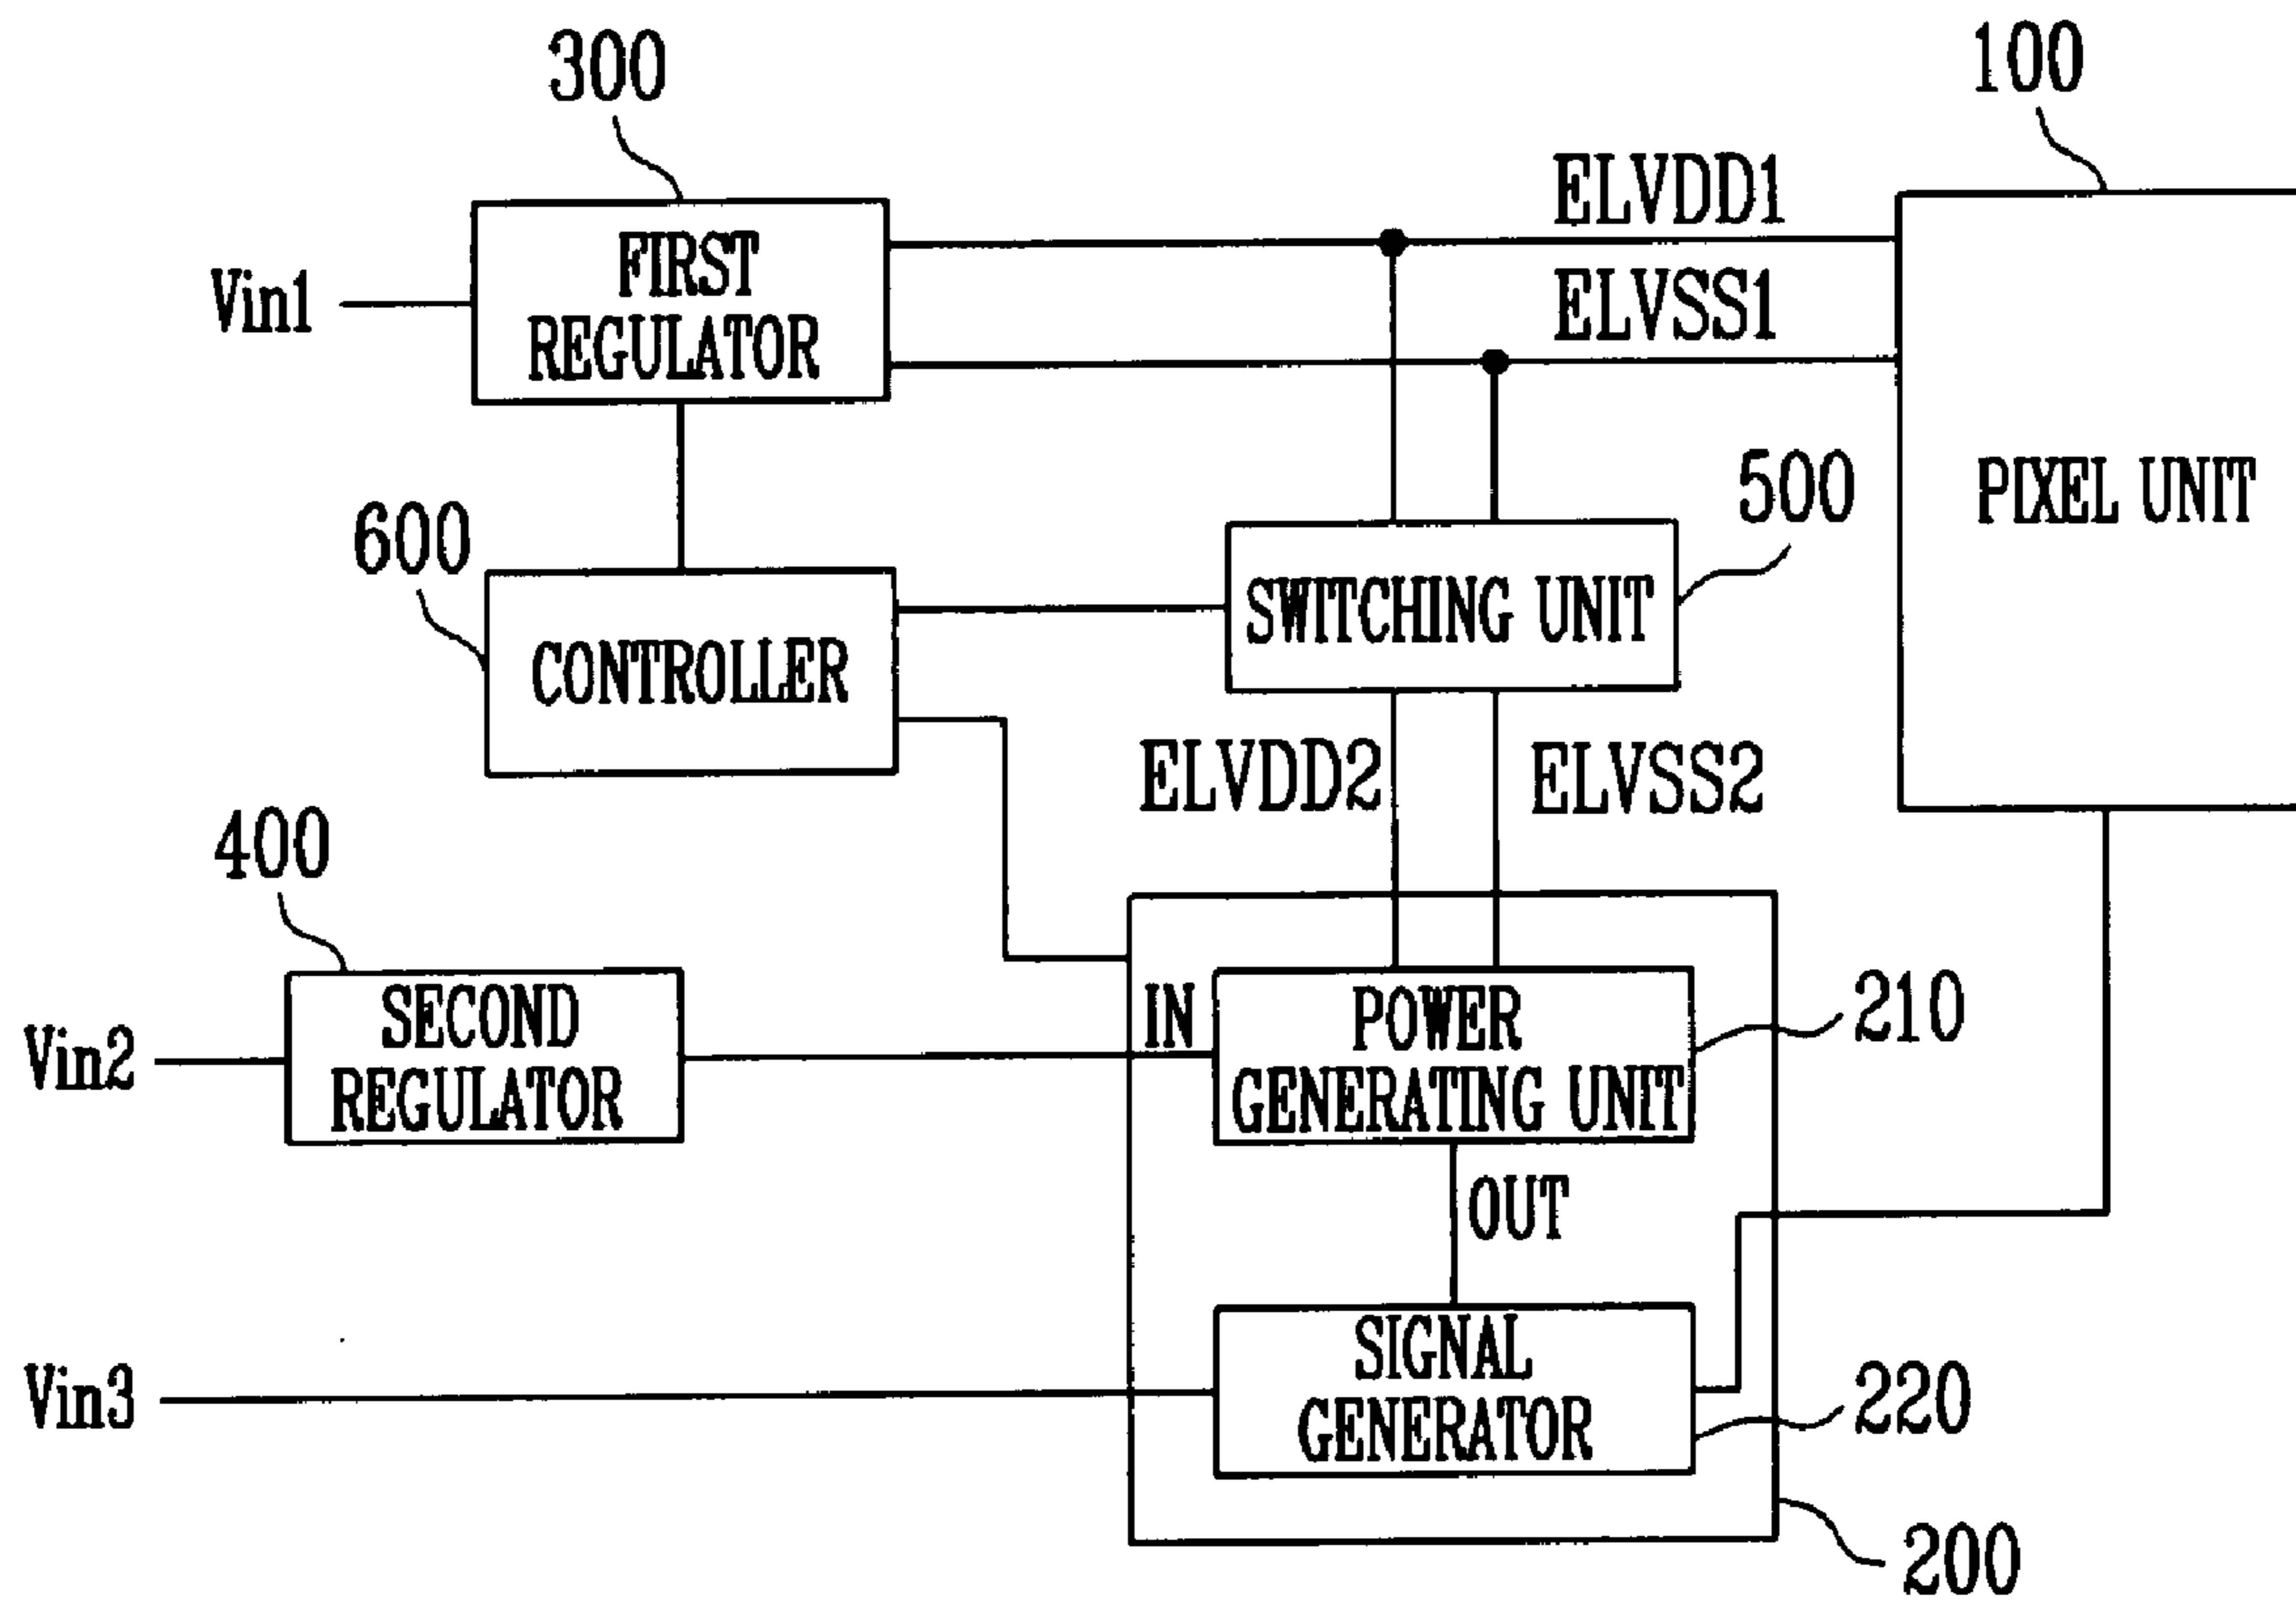 300
100
ELVDD1
FIRST
REGULATOR
Vin1
ELVSS1
PIXEL UNIT
500
600
SWITCHING UNIT
CONTROLLER
ELVDD2
ELVSS2
400
SECOND
REGULATOR
IN
POWER
GENERATING UNIT
210
Vin2
OUT
SIGNAL
GENERATOR
Vin3
220
200